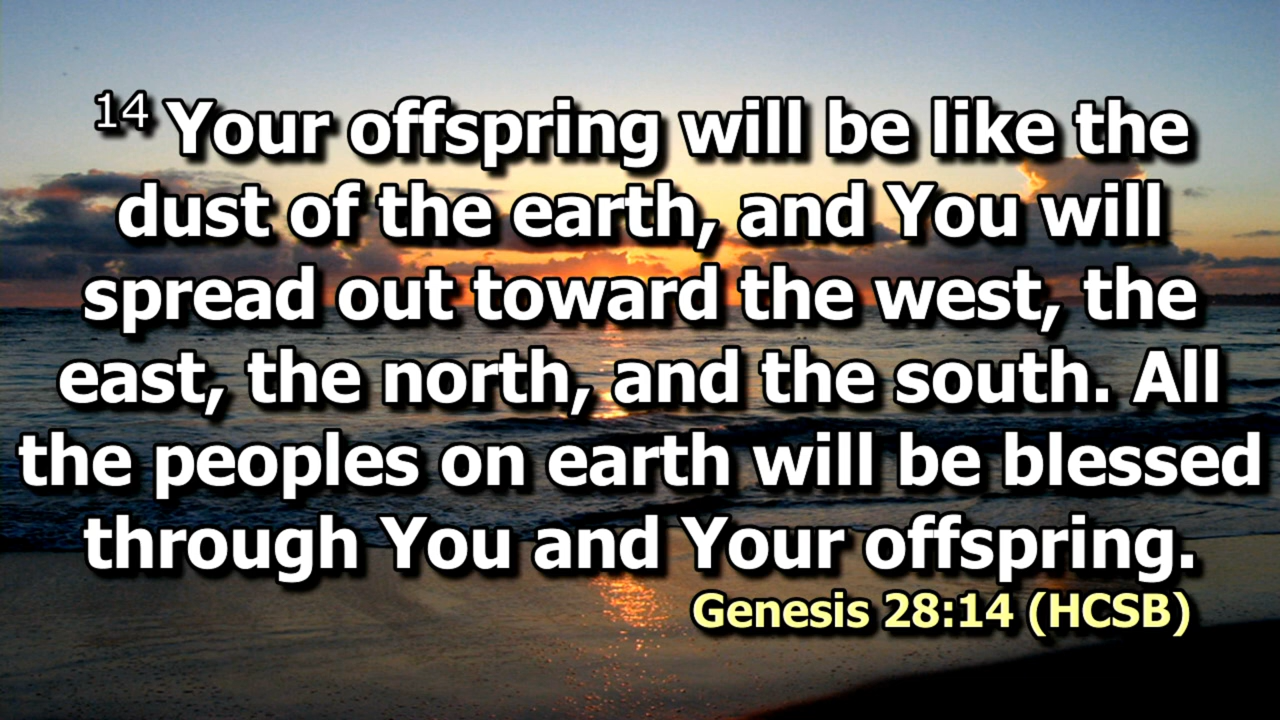 14 Your offspring will be like the
dust of the earth, and You will
spread out toward the west, the
east, the north, and the south. All
the peoples on earth will be blessed
through You and Your offspring.
Genesis 28:14 (HCSB)